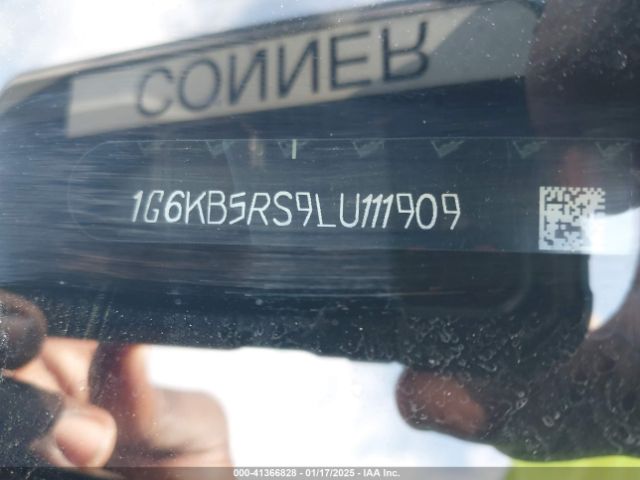 CONNER
1G6KB5RS9LU111909
000-41366828 - 01/17/2025 - IAA Inc.